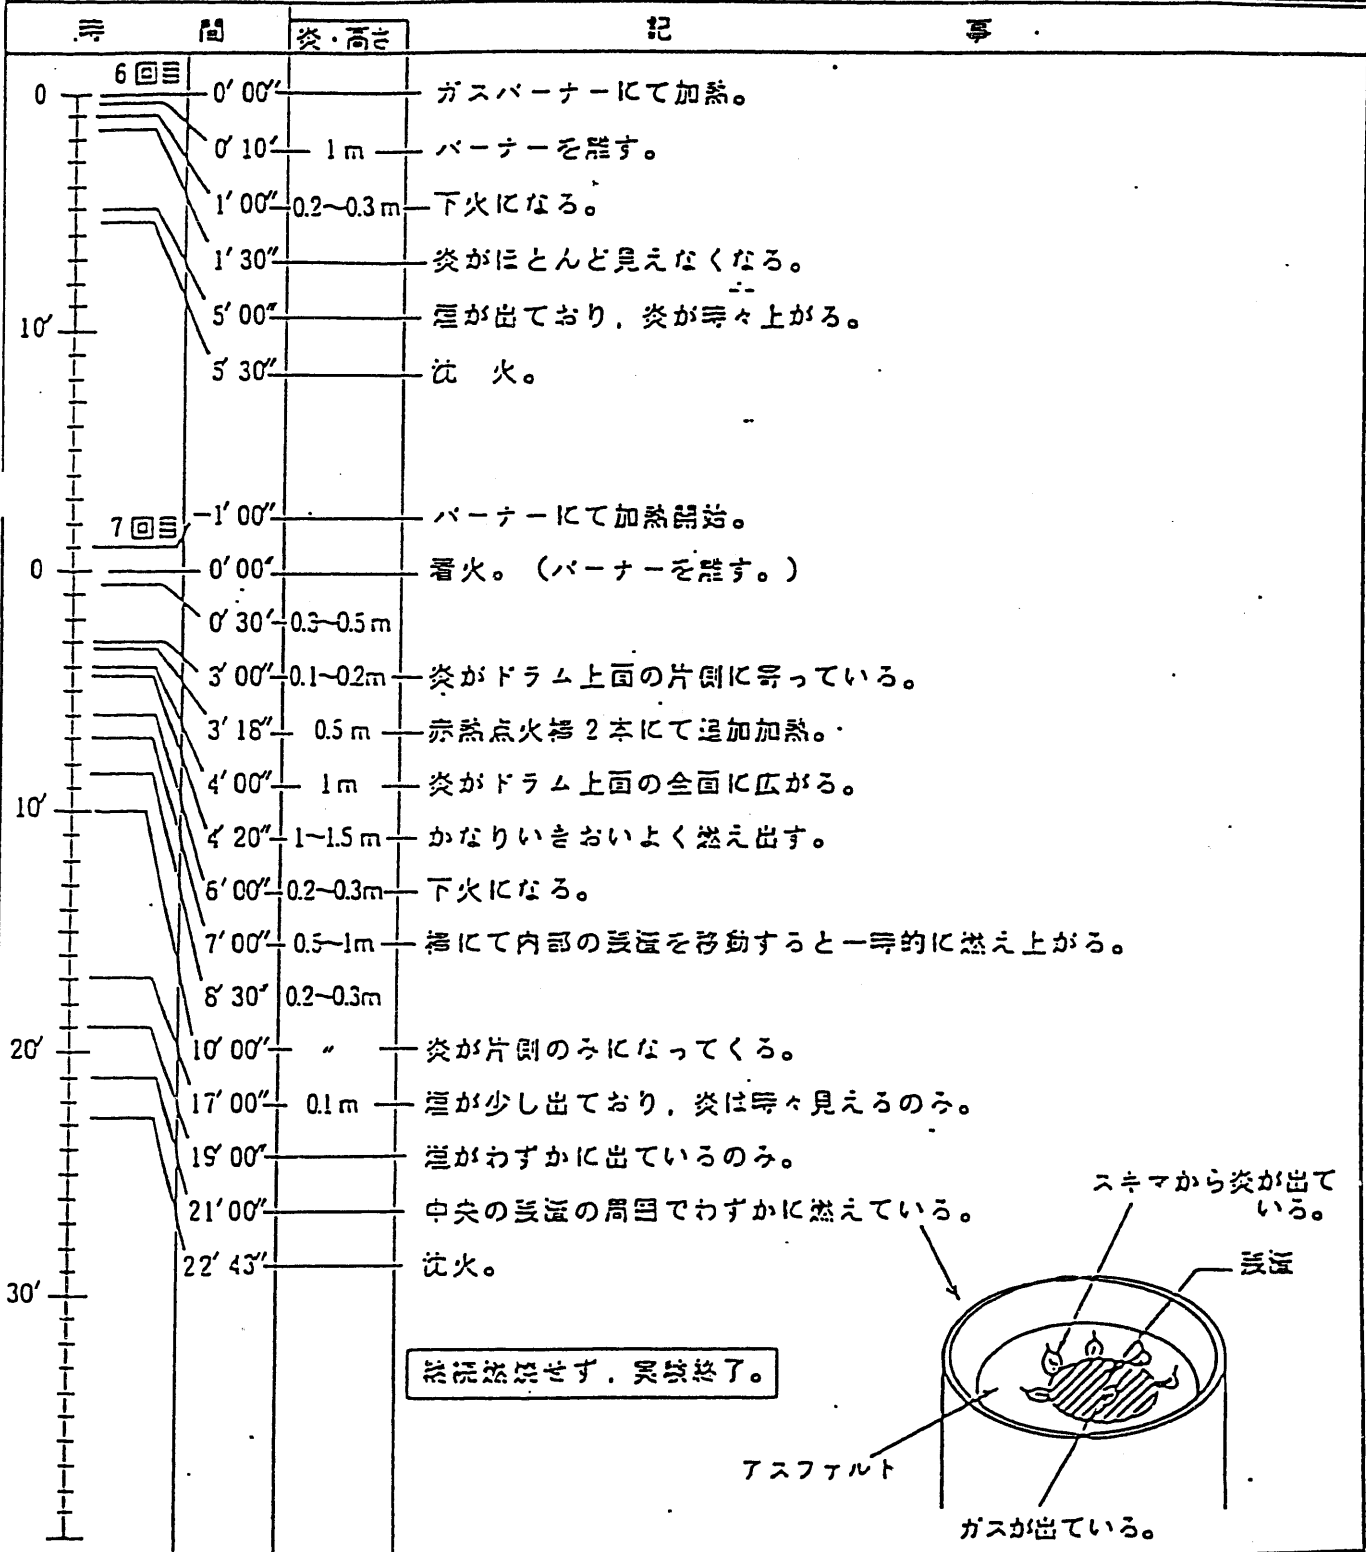 時　間　炎・高さ　記　事
6回目
0　0′00″　ガスバーナーにて加熱。
0′10″　1m　バーナーを離す。
1′00″　0.2〜0.3m　下火になる。
1′30″　炎がほとんど見えなくなる。
5′00″　煙が出ており，炎が時々上がる。
10′
5′30″　沈　火。
7回目　-1′00″　バーナーにて加熱開始。
0　0′00″　着火。（バーナーを離す。）
0′30″　0.3〜0.5m
3′00″　0.1〜0.2m　炎がドラム上面の片側に寄っている。
3′18″　0.5m　赤熱点火棒2本にて追加加熱。
4′00″　1m　炎がドラム上面の全面に広がる。
10′
4′20″　1〜1.5m　かなりいきおいよく燃え出す。
6′00″　0.2〜0.3m　下火になる。
7′00″　0.5〜1m　棒にて内部の残渣を移動すると一時的に燃え上がる。
8′30″　0.2〜0.3m
20′　10′00″　〃　炎が片側のみになってくる。
17′00″　0.1m　煙が少し出ており，炎は時々見えるのみ。
19′00″　煙がわずかに出ているのみ。
21′00″　中央の残渣の周囲でわずかに燃えている。
22′43″　沈火。
30′
スキマから炎が出て
いる。
残渣
継続燃焼せず，実験終了。
アスファルト
ガスが出ている。